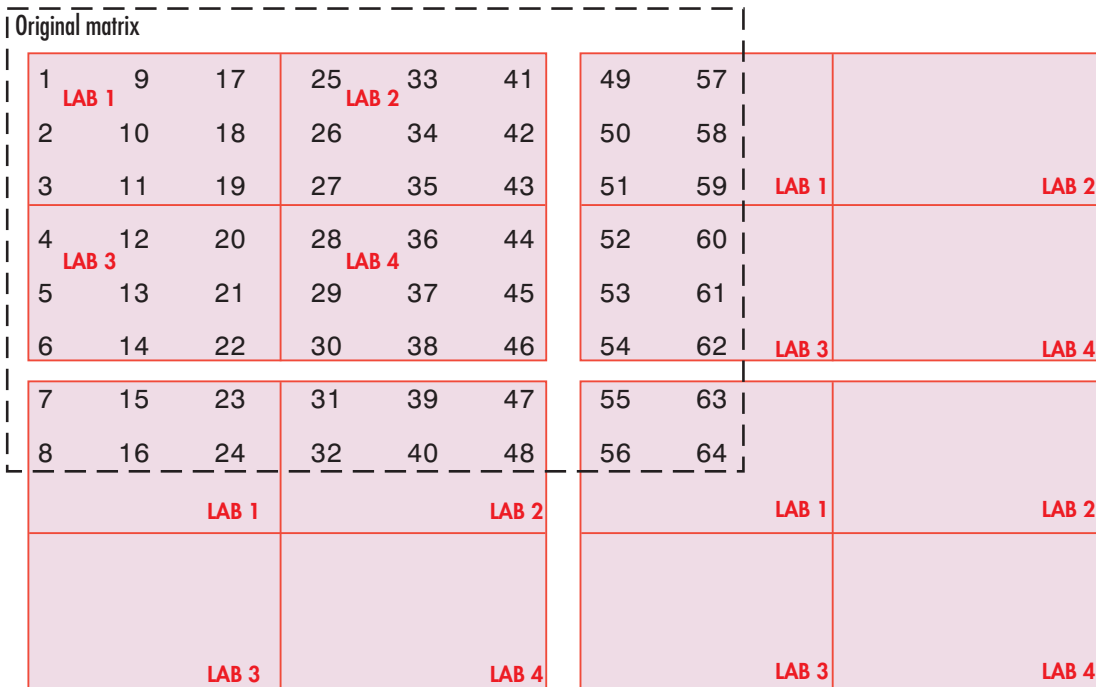 Original matrix
1 9 17 25 33 41 49 57
LAB 1 LAB 2
2 10 18 26 34 42 50 58
3 11 19 27 35 43 51 59 LAB 1 LAB 2
4 12 20 28 36 44 52 60
LAB 3 LAB 4
5 13 21 29 37 45 53 61
6 14 22 30 38 46 54 62 LAB 3 LAB 4
7 15 23 31 39 47 55 63
8 16 24 32 40 48 56 64
LAB 1 LAB 2 LAB 1 LAB 2
LAB 3 LAB 4 LAB 3 LAB 4